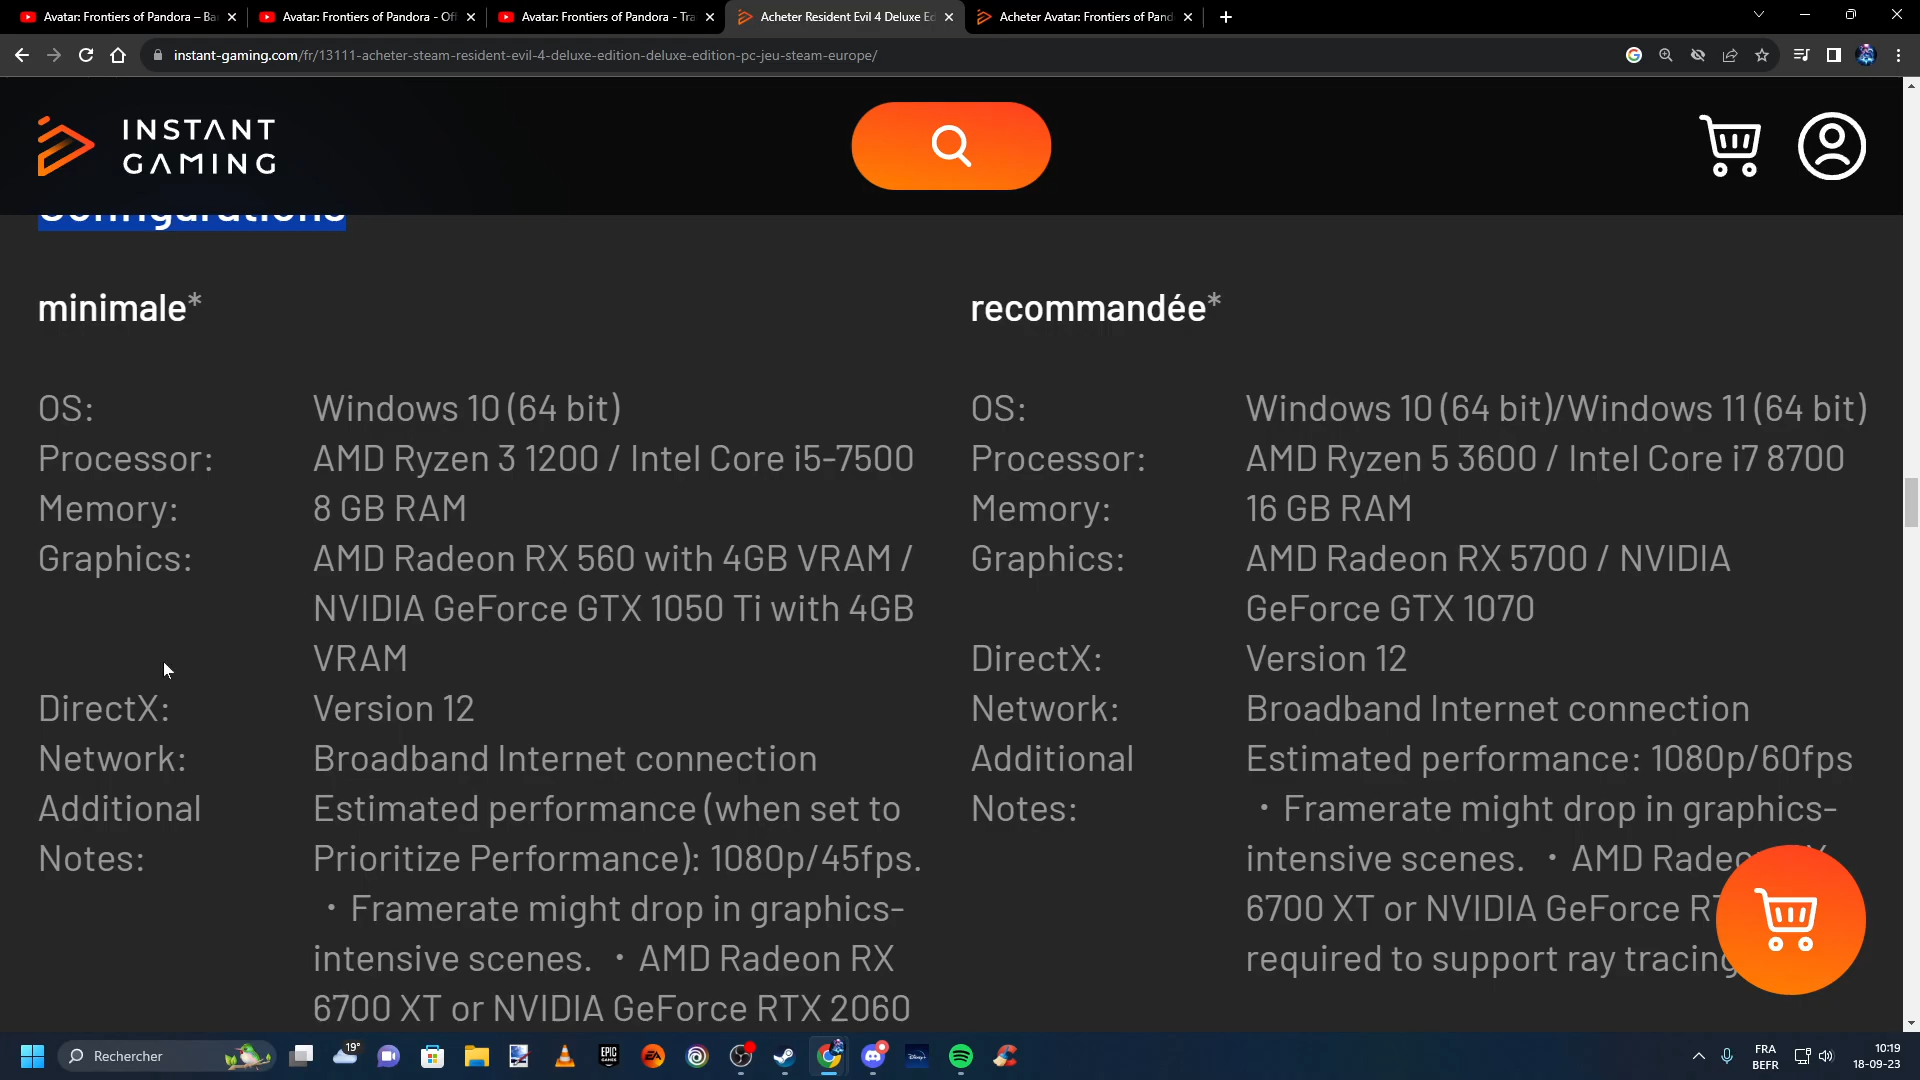 Avatar: Frontiers of Pandora – Ba
Avatar: Frontiers of Pandora - Off
Avatar: Frontiers of Pandora - Tra
Acheter Resident Evil 4 Deluxe Ed
Acheter Avatar: Frontiers of Pand
instant-gaming.com/fr/13111-acheter-steam-resident-evil-4-deluxe-edition-deluxe-edition-pc-jeu-steam-europe/
INSTANT
GAMING
Configurations
minimale*
OS: Windows 10 (64 bit)
Processor: AMD Ryzen 3 1200 / Intel Core i5-7500
Memory: 8 GB RAM
Graphics: AMD Radeon RX 560 with 4GB VRAM /
NVIDIA GeForce GTX 1050 Ti with 4GB
VRAM
DirectX: Version 12
Network: Broadband Internet connection
Additional Estimated performance (when set to
Notes: Prioritize Performance): 1080p/45fps.
・Framerate might drop in graphics-
intensive scenes. ・AMD Radeon RX
6700 XT or NVIDIA GeForce RTX 2060
recommandée*
OS: Windows 10 (64 bit)/Windows 11 (64 bit)
Processor: AMD Ryzen 5 3600 / Intel Core i7 8700
Memory: 16 GB RAM
Graphics: AMD Radeon RX 5700 / NVIDIA
GeForce GTX 1070
DirectX: Version 12
Network: Broadband Internet connection
Additional Estimated performance: 1080p/60fps
Notes: ・Framerate might drop in graphics-
intensive scenes. ・AMD
6700 XT or NVIDIA GeForce
required to support ray tracing
Rechercher
19°
EPIC GAMES
EA
Disney+
FRA
BEFR
10:19
18-09-23